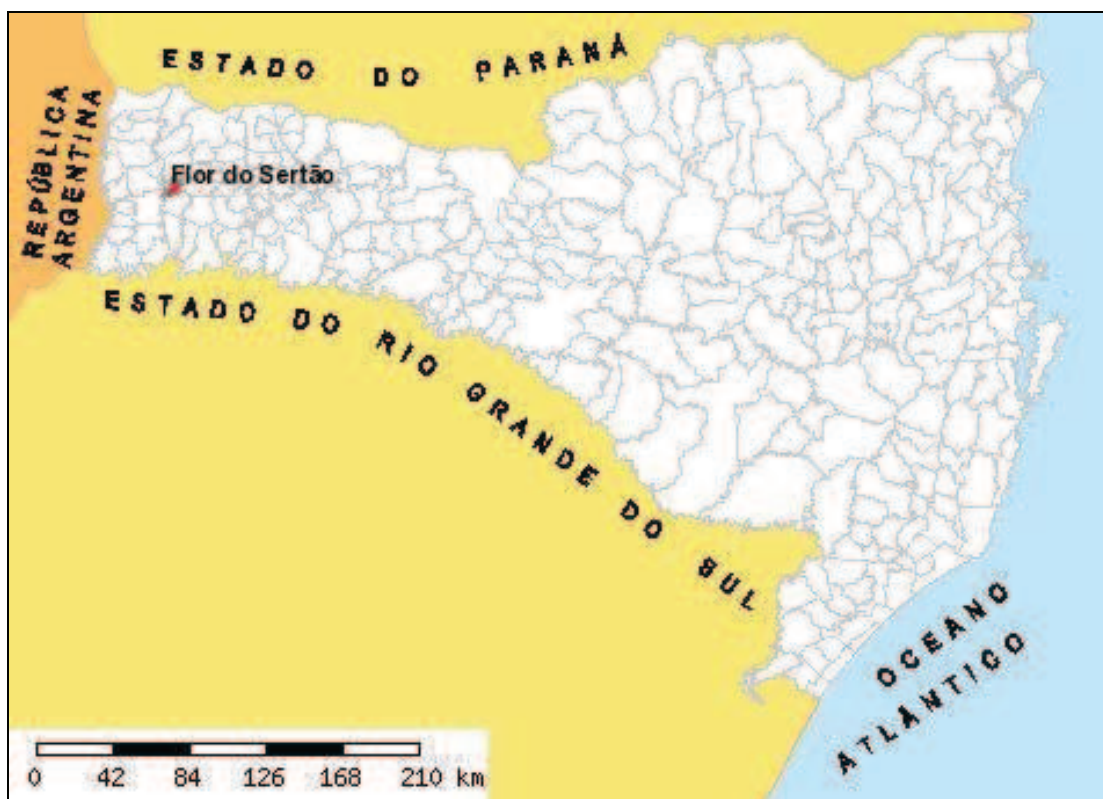 ESTADO DO PARANÁ
REPÚBLICA
ARGENTINA
Flor do Sertão
ESTADO DO RIO GRANDE DO SUL
OCEANO
ATLÂNTICO
0 42 84 126 168 210 km